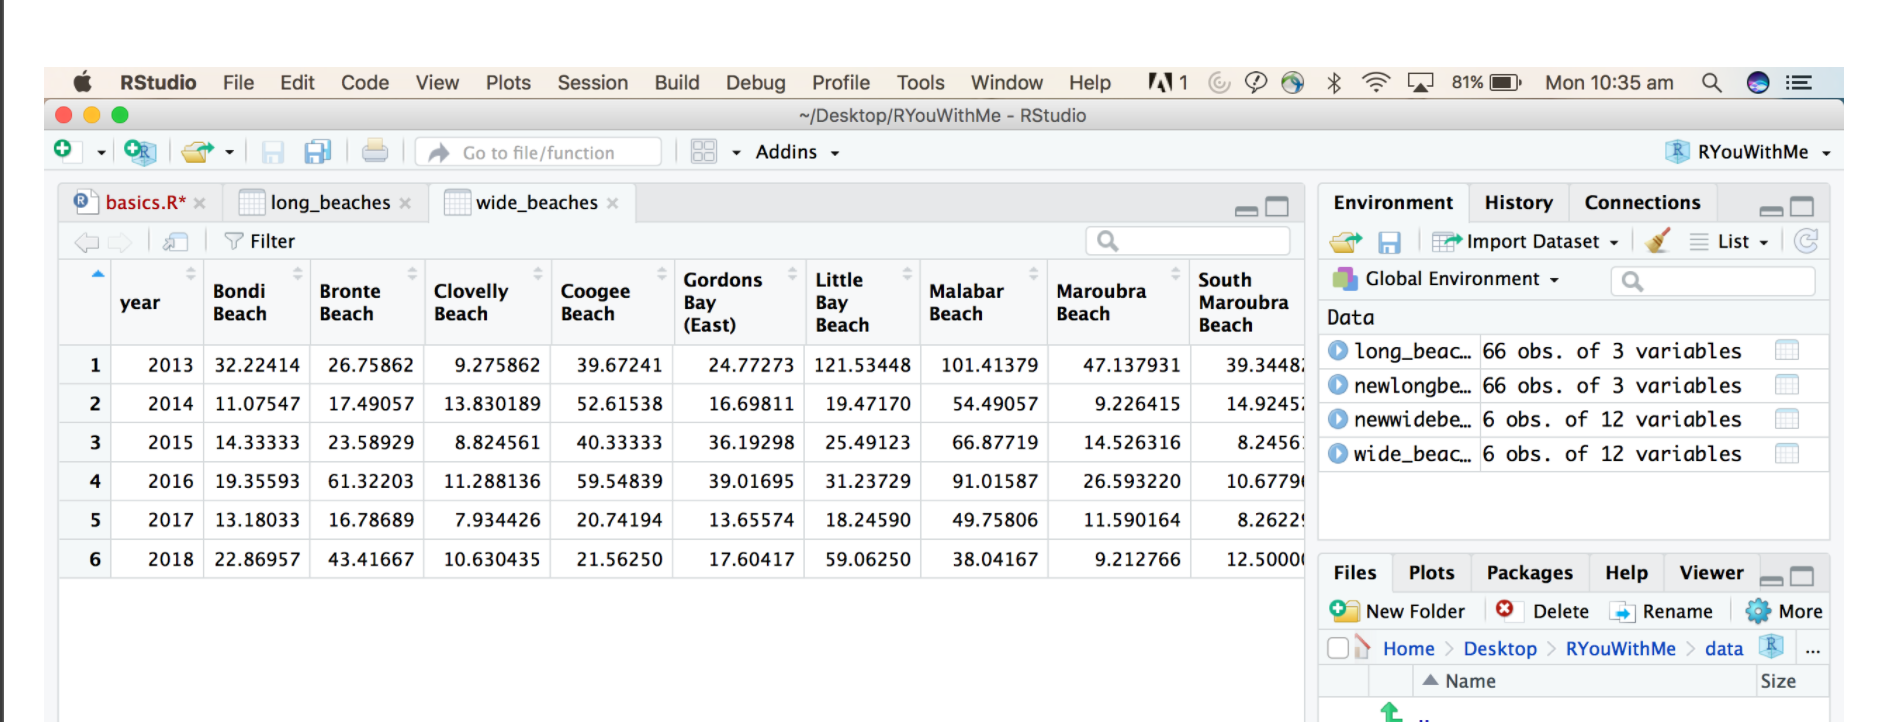 RStudio File Edit Code View Plots Session Build Debug Profile Tools Window Help 1 81% Mon 10:35 am
~/Desktop/RYouWithMe - RStudio
Go to file/function Addins RYouWithMe
basics.R* long_beaches wide_beaches
Filter
year Bondi Beach Bronte Beach Clovelly Beach Coogee Beach Gordons Bay (East) Little Bay Beach Malabar Beach Maroubra Beach South Maroubra Beach
1 2013 32.22414 26.75862 9.275862 39.67241 24.77273 121.53448 101.41379 47.137931 39.3448
2 2014 11.07547 17.49057 13.830189 52.61538 16.69811 19.47170 54.49057 9.226415 14.9245
3 2015 14.33333 23.58929 8.824561 40.33333 36.19298 25.49123 66.87719 14.526316 8.2456
4 2016 19.35593 61.32203 11.288136 59.54839 39.01695 31.23729 91.01587 26.593220 10.6779
5 2017 13.18033 16.78689 7.934426 20.74194 13.65574 18.24590 49.75806 11.590164 8.2622
6 2018 22.86957 43.41667 10.630435 21.56250 17.60417 59.06250 38.04167 9.212766 12.5000
Environment History Connections
Import Dataset List
Global Environment
Data
long_beac... 66 obs. of 3 variables
newlongbe... 66 obs. of 3 variables
newwidebe... 6 obs. of 12 variables
wide_beac... 6 obs. of 12 variables
Files Plots Packages Help Viewer
New Folder Delete Rename More
Home > Desktop > RYouWithMe > data ...
Name Size